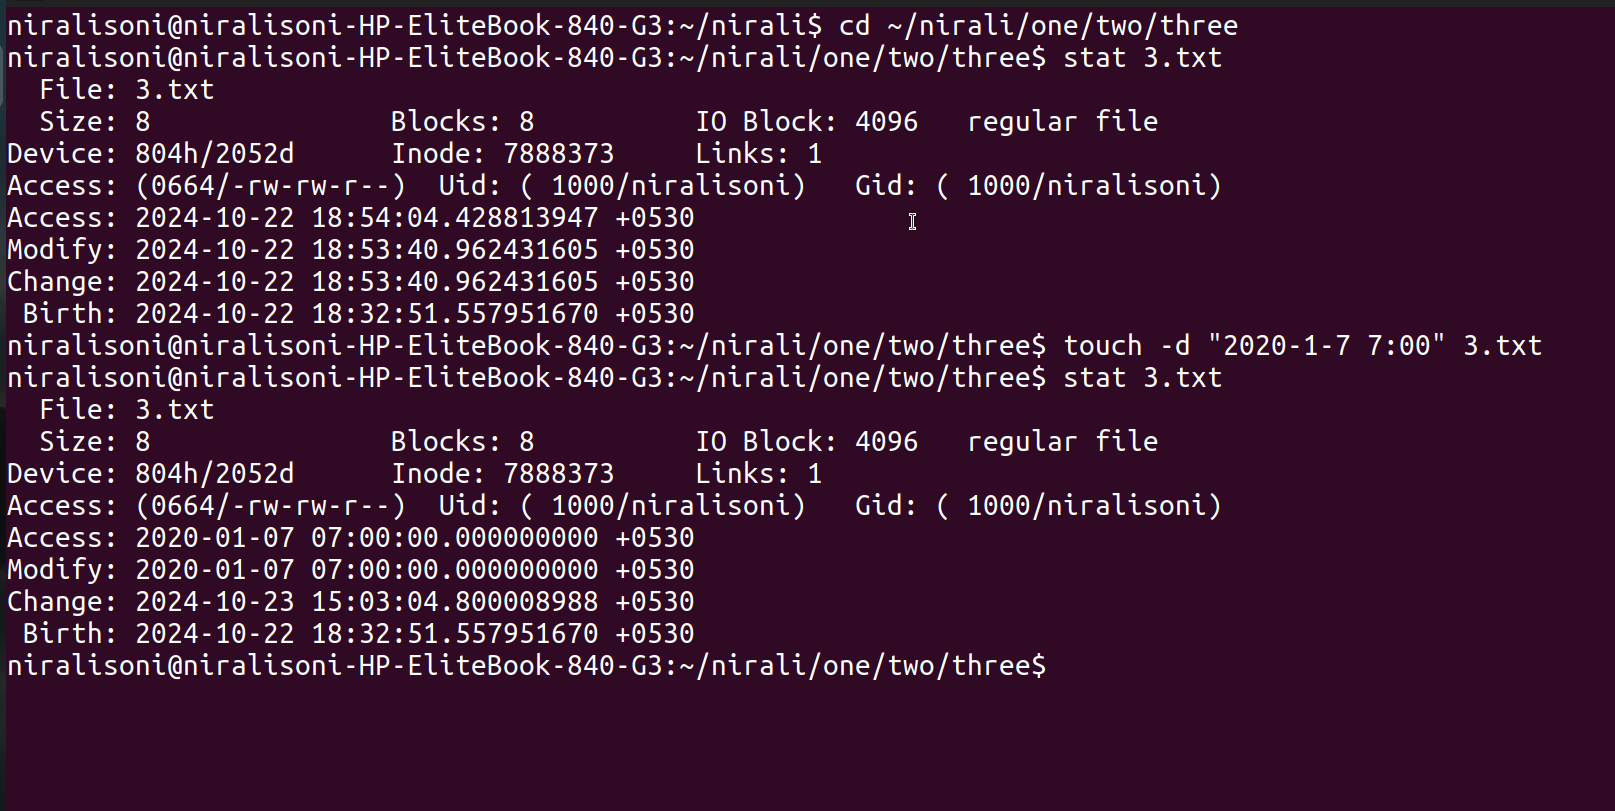 niralisoni@niralisoni-HP-EliteBook-840-G3:~/nirali$ cd ~/nirali/one/two/three
niralisoni@niralisoni-HP-EliteBook-840-G3:~/nirali/one/two/three$ stat 3.txt
  File: 3.txt
  Size: 8               Blocks: 8          IO Block: 4096   regular file
Device: 804h/2052d      Inode: 7888373     Links: 1
Access: (0664/-rw-rw-r--)  Uid: ( 1000/niralisoni)   Gid: ( 1000/niralisoni)
Access: 2024-10-22 18:54:04.428813947 +0530
Modify: 2024-10-22 18:53:40.962431605 +0530
Change: 2024-10-22 18:53:40.962431605 +0530
 Birth: 2024-10-22 18:32:51.557951670 +0530
niralisoni@niralisoni-HP-EliteBook-840-G3:~/nirali/one/two/three$ touch -d "2020-1-7 7:00" 3.txt
niralisoni@niralisoni-HP-EliteBook-840-G3:~/nirali/one/two/three$ stat 3.txt
  File: 3.txt
  Size: 8               Blocks: 8          IO Block: 4096   regular file
Device: 804h/2052d      Inode: 7888373     Links: 1
Access: (0664/-rw-rw-r--)  Uid: ( 1000/niralisoni)   Gid: ( 1000/niralisoni)
Access: 2020-01-07 07:00:00.000000000 +0530
Modify: 2020-01-07 07:00:00.000000000 +0530
Change: 2024-10-23 15:03:04.800008988 +0530
 Birth: 2024-10-22 18:32:51.557951670 +0530
niralisoni@niralisoni-HP-EliteBook-840-G3:~/nirali/one/two/three$